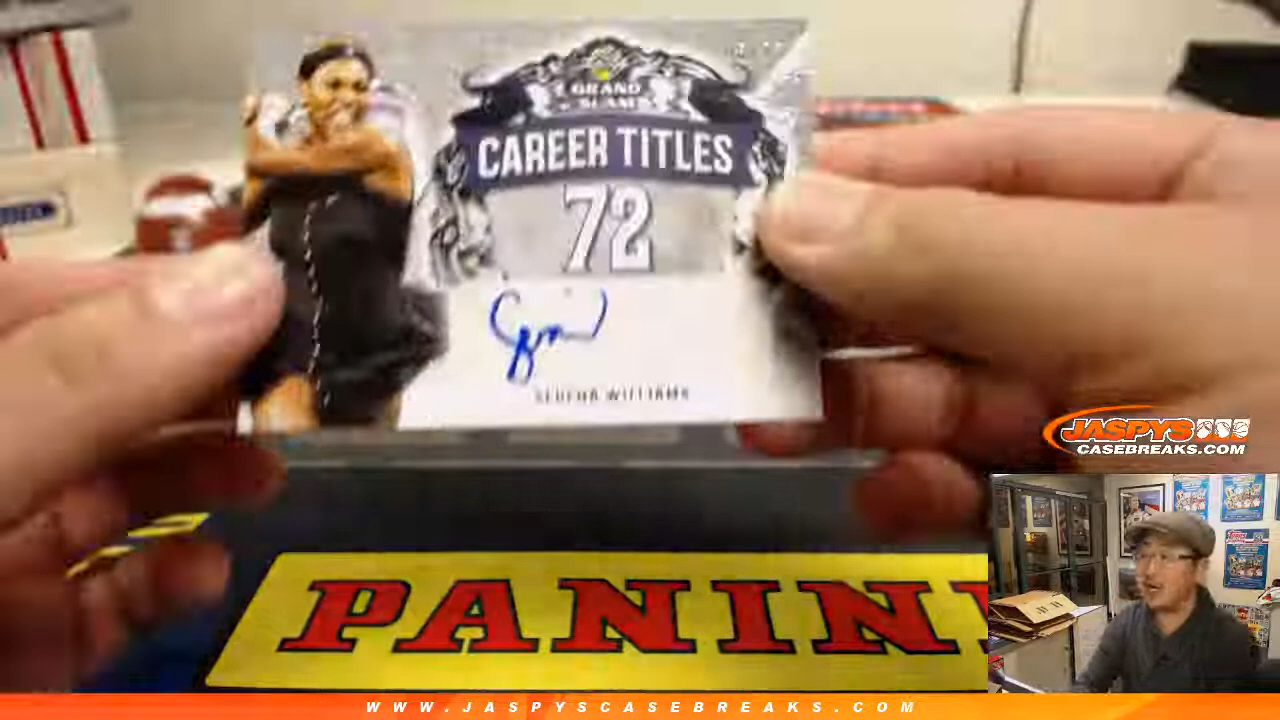 GRAND
SLAM
CAREER TITLES
72
SERENA WILLIAMS
JASPYS
CASEBREAKS.COM
PANINI
WWW.JASPYSCASEBREAKS.COM